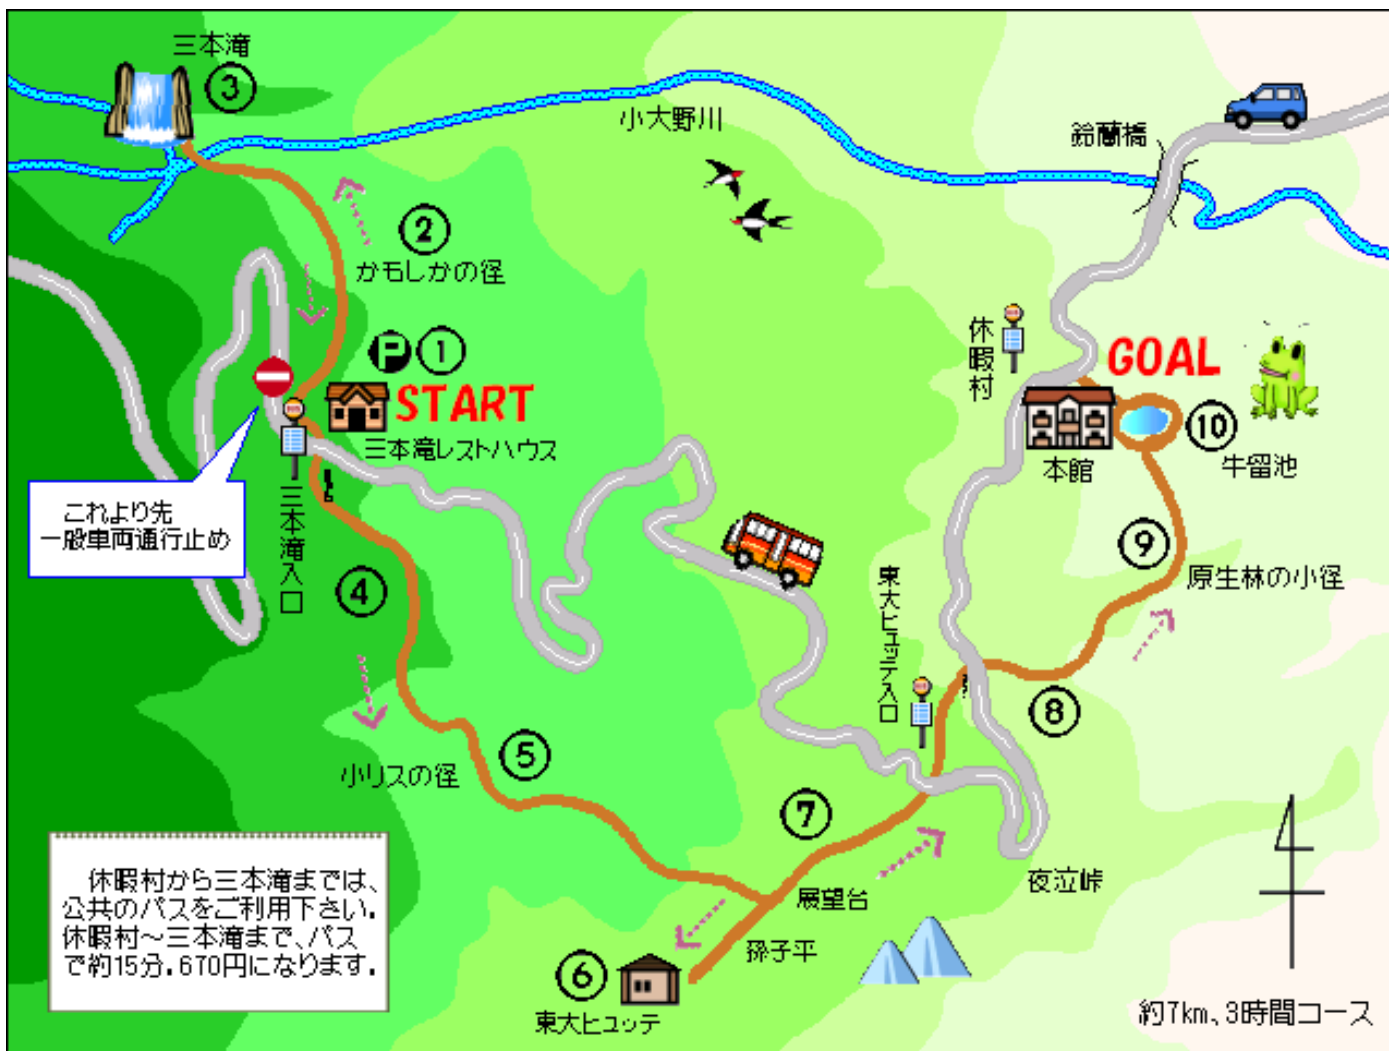 三本滝
③
小大野川
鈴蘭橋
②
かもしかの径
P ①
START
三本滝レストハウス
休暇村
GOAL
⑩
本館
牛留池
これより先
一般車両通行止め
三本滝入口
④
⑨
原生林の小径
東大ヒュッテ入口
⑧
⑤
小リスの径
⑦
夜泣峠
展望台
孫子平
⑥
東大ヒュッテ
休暇村から三本滝までは、
公共のバスをご利用下さい.
休暇村～三本滝まで、バス
で約15分.670円になります.
約7km、3時間コース